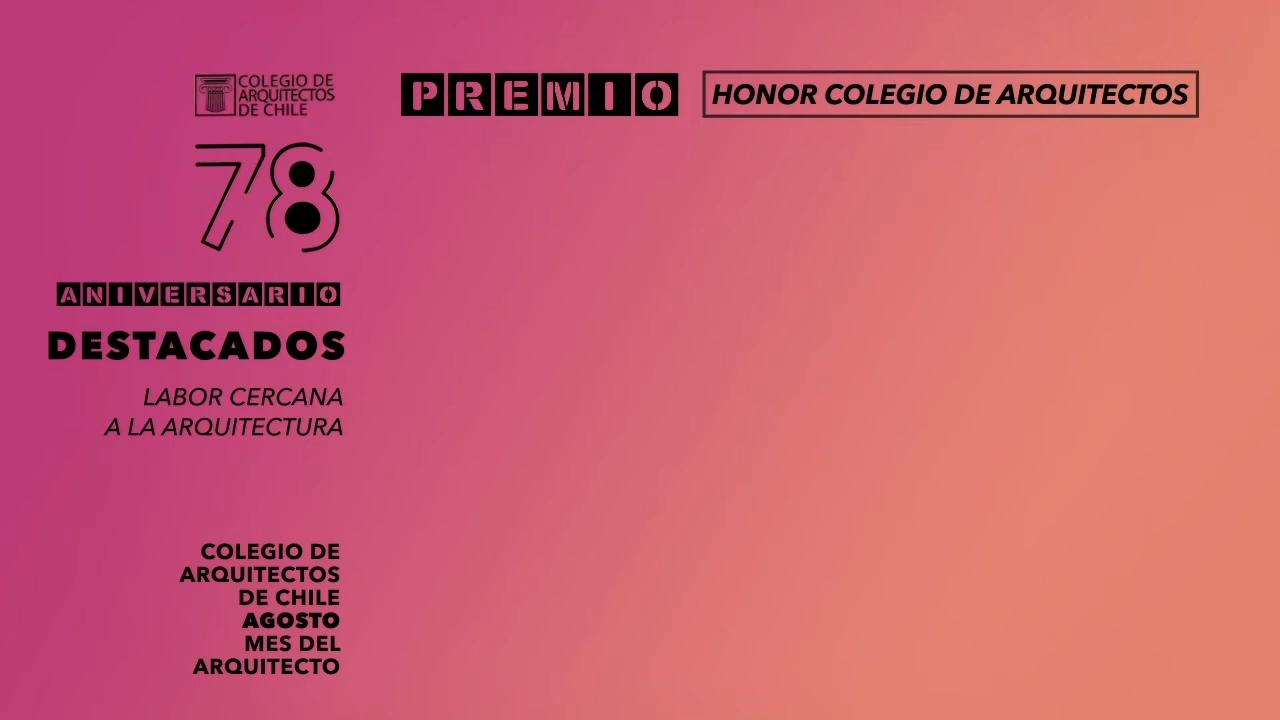 COLEGIO DE
ARQUITECTOS
DE CHILE
78
ANIVERSARIO
DESTACADOS
LABOR CERCANA
A LA ARQUITECTURA
COLEGIO DE
ARQUITECTOS
DE CHILE
AGOSTO
MES DEL
ARQUITECTO
PREMIO HONOR COLEGIO DE ARQUITECTOS